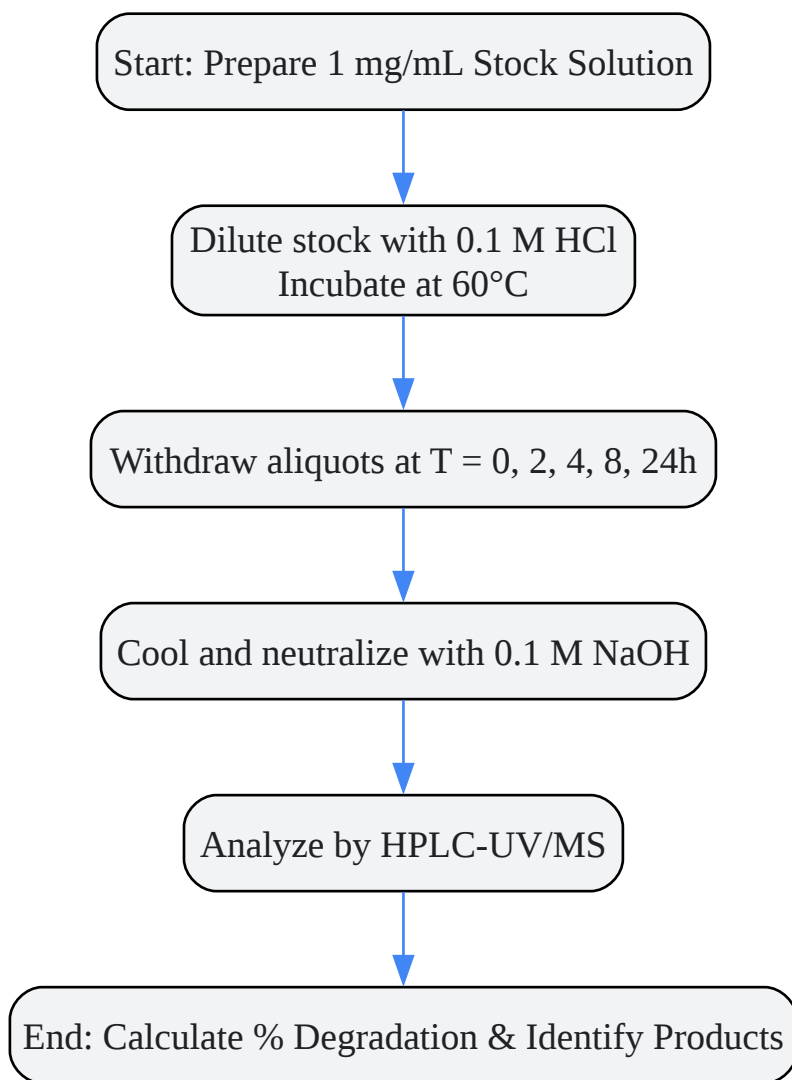 Start: Prepare 1 mg/mL Stock Solution
Dilute stock with 0.1 M HCl
Incubate at 60°C
Withdraw aliquots at T = 0, 2, 4, 8, 24h
Cool and neutralize with 0.1 M NaOH
Analyze by HPLC-UV/MS
End: Calculate % Degradation & Identify Products